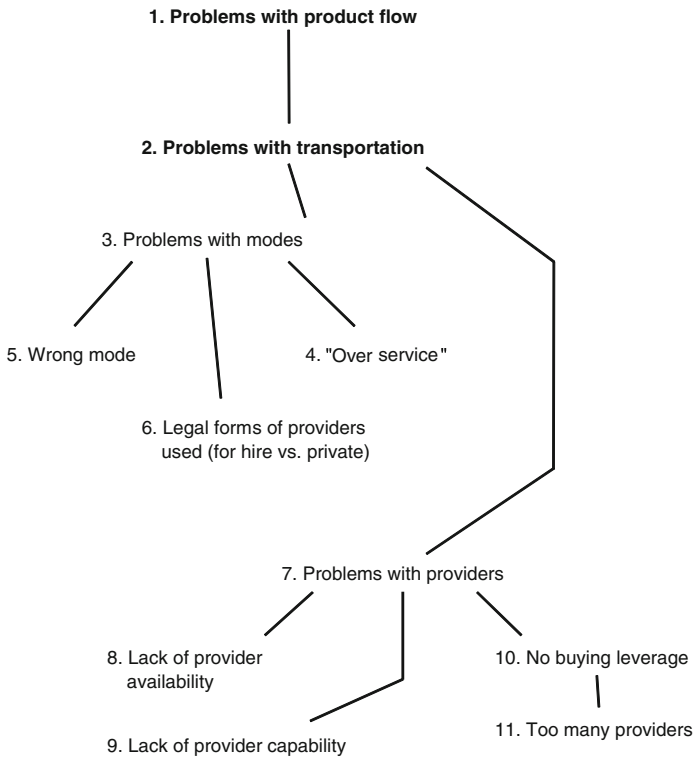 1. Problems with product flow
2. Problems with transportation
3. Problems with modes
5. Wrong mode
4. "Over service"
6. Legal forms of providers
used (for hire vs. private)
7. Problems with providers
8. Lack of provider
availability
10. No buying leverage
11. Too many providers
9. Lack of provider capability